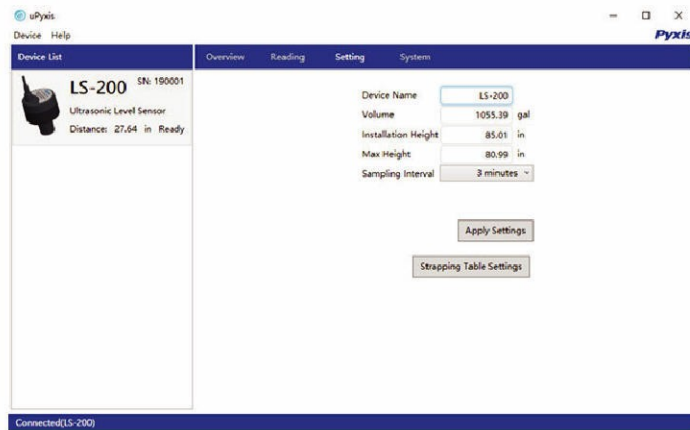 uPyxis
Device Help
Pyxis
Device List
Overview Reading Setting System
LS-200 SN: 190001
Ultrasonic Level Sensor
Distance: 27.64 in Ready
Device Name LS-200
Volume 1055.39 gal
Installation Height 85.01 in
Max Height 80.99 in
Sampling Interval 3 minutes
Apply Settings
Strapping Table Settings
Connected(LS-200)